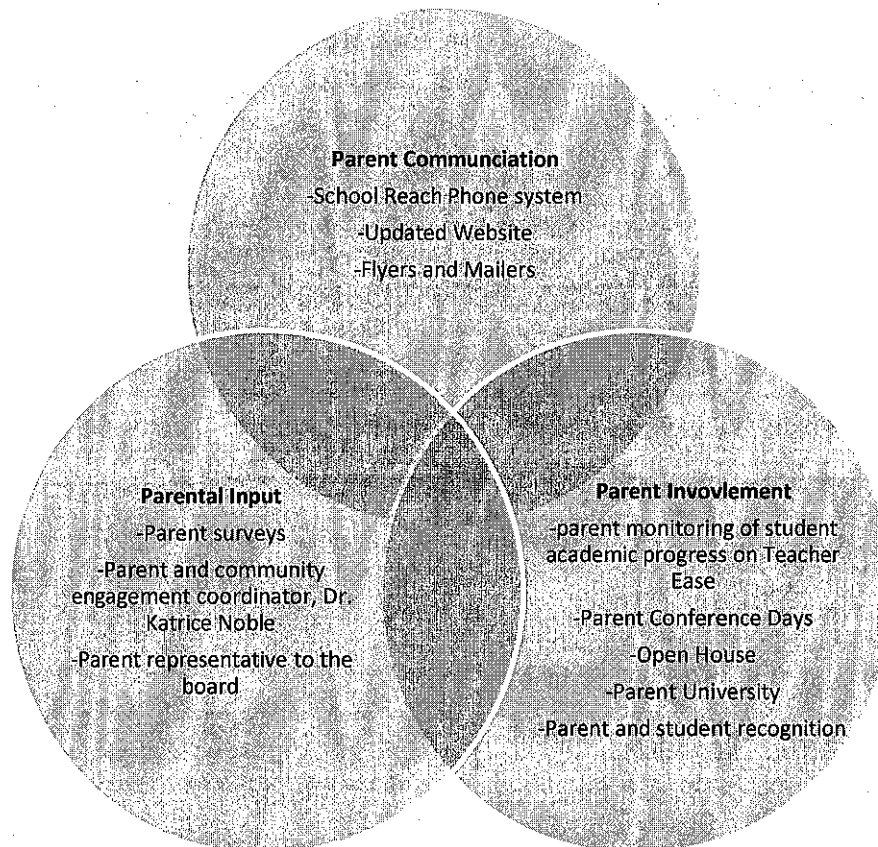 Parent Communciation
-School Reach Phone system
-Updated Website
-Flyers and Mailers
Parental Input
-Parent surveys
-Parent and community
engagement coordinator, Dr.
Katrice Noble
-Parent representative to the
board
Parent Invovlement
-parent monitoring of student
academic progress on Teacher
Ease
-Parent Conference Days
-Open House
-Parent University
-Parent and student recognition